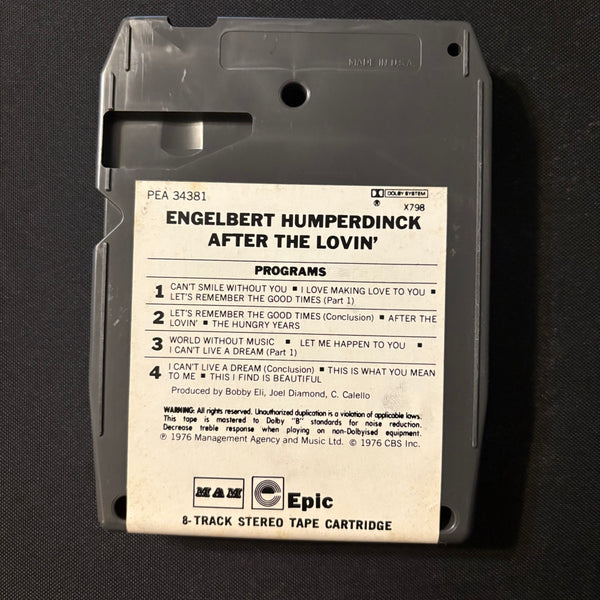 MADE IN U.S.A.
PEA 34381
DOLBY SYSTEM
®
X798
ENGELBERT HUMPERDINCK
AFTER THE LOVIN'
PROGRAMS
1 CAN'T SMILE WITHOUT YOU ▪ I LOVE MAKING LOVE TO YOU ▪
LET'S REMEMBER THE GOOD TIMES (Part 1)
2 LET'S REMEMBER THE GOOD TIMES (Conclusion) ▪ AFTER THE
LOVIN' ▪ THE HUNGRY YEARS
3 WORLD WITHOUT MUSIC ▪ LET ME HAPPEN TO YOU ▪
I CAN'T LIVE A DREAM (Part 1)
4 I CAN'T LIVE A DREAM (Conclusion) ▪ THIS IS WHAT YOU MEAN
TO ME ▪ THIS I FIND IS BEAUTIFUL
Produced by Bobby Eli, Joel Diamond, C. Calello
WARNING: All rights reserved. Unauthorized duplication is a violation of applicable laws.
This tape is mastered to Dolby "B" standards for noise reduction.
Decrease treble response when playing on non-Dolbyised equipment.
℗ 1976 Management Agency and Music Ltd. © 1976 CBS Inc.
MAM e Epic
8-TRACK STEREO TAPE CARTRIDGE